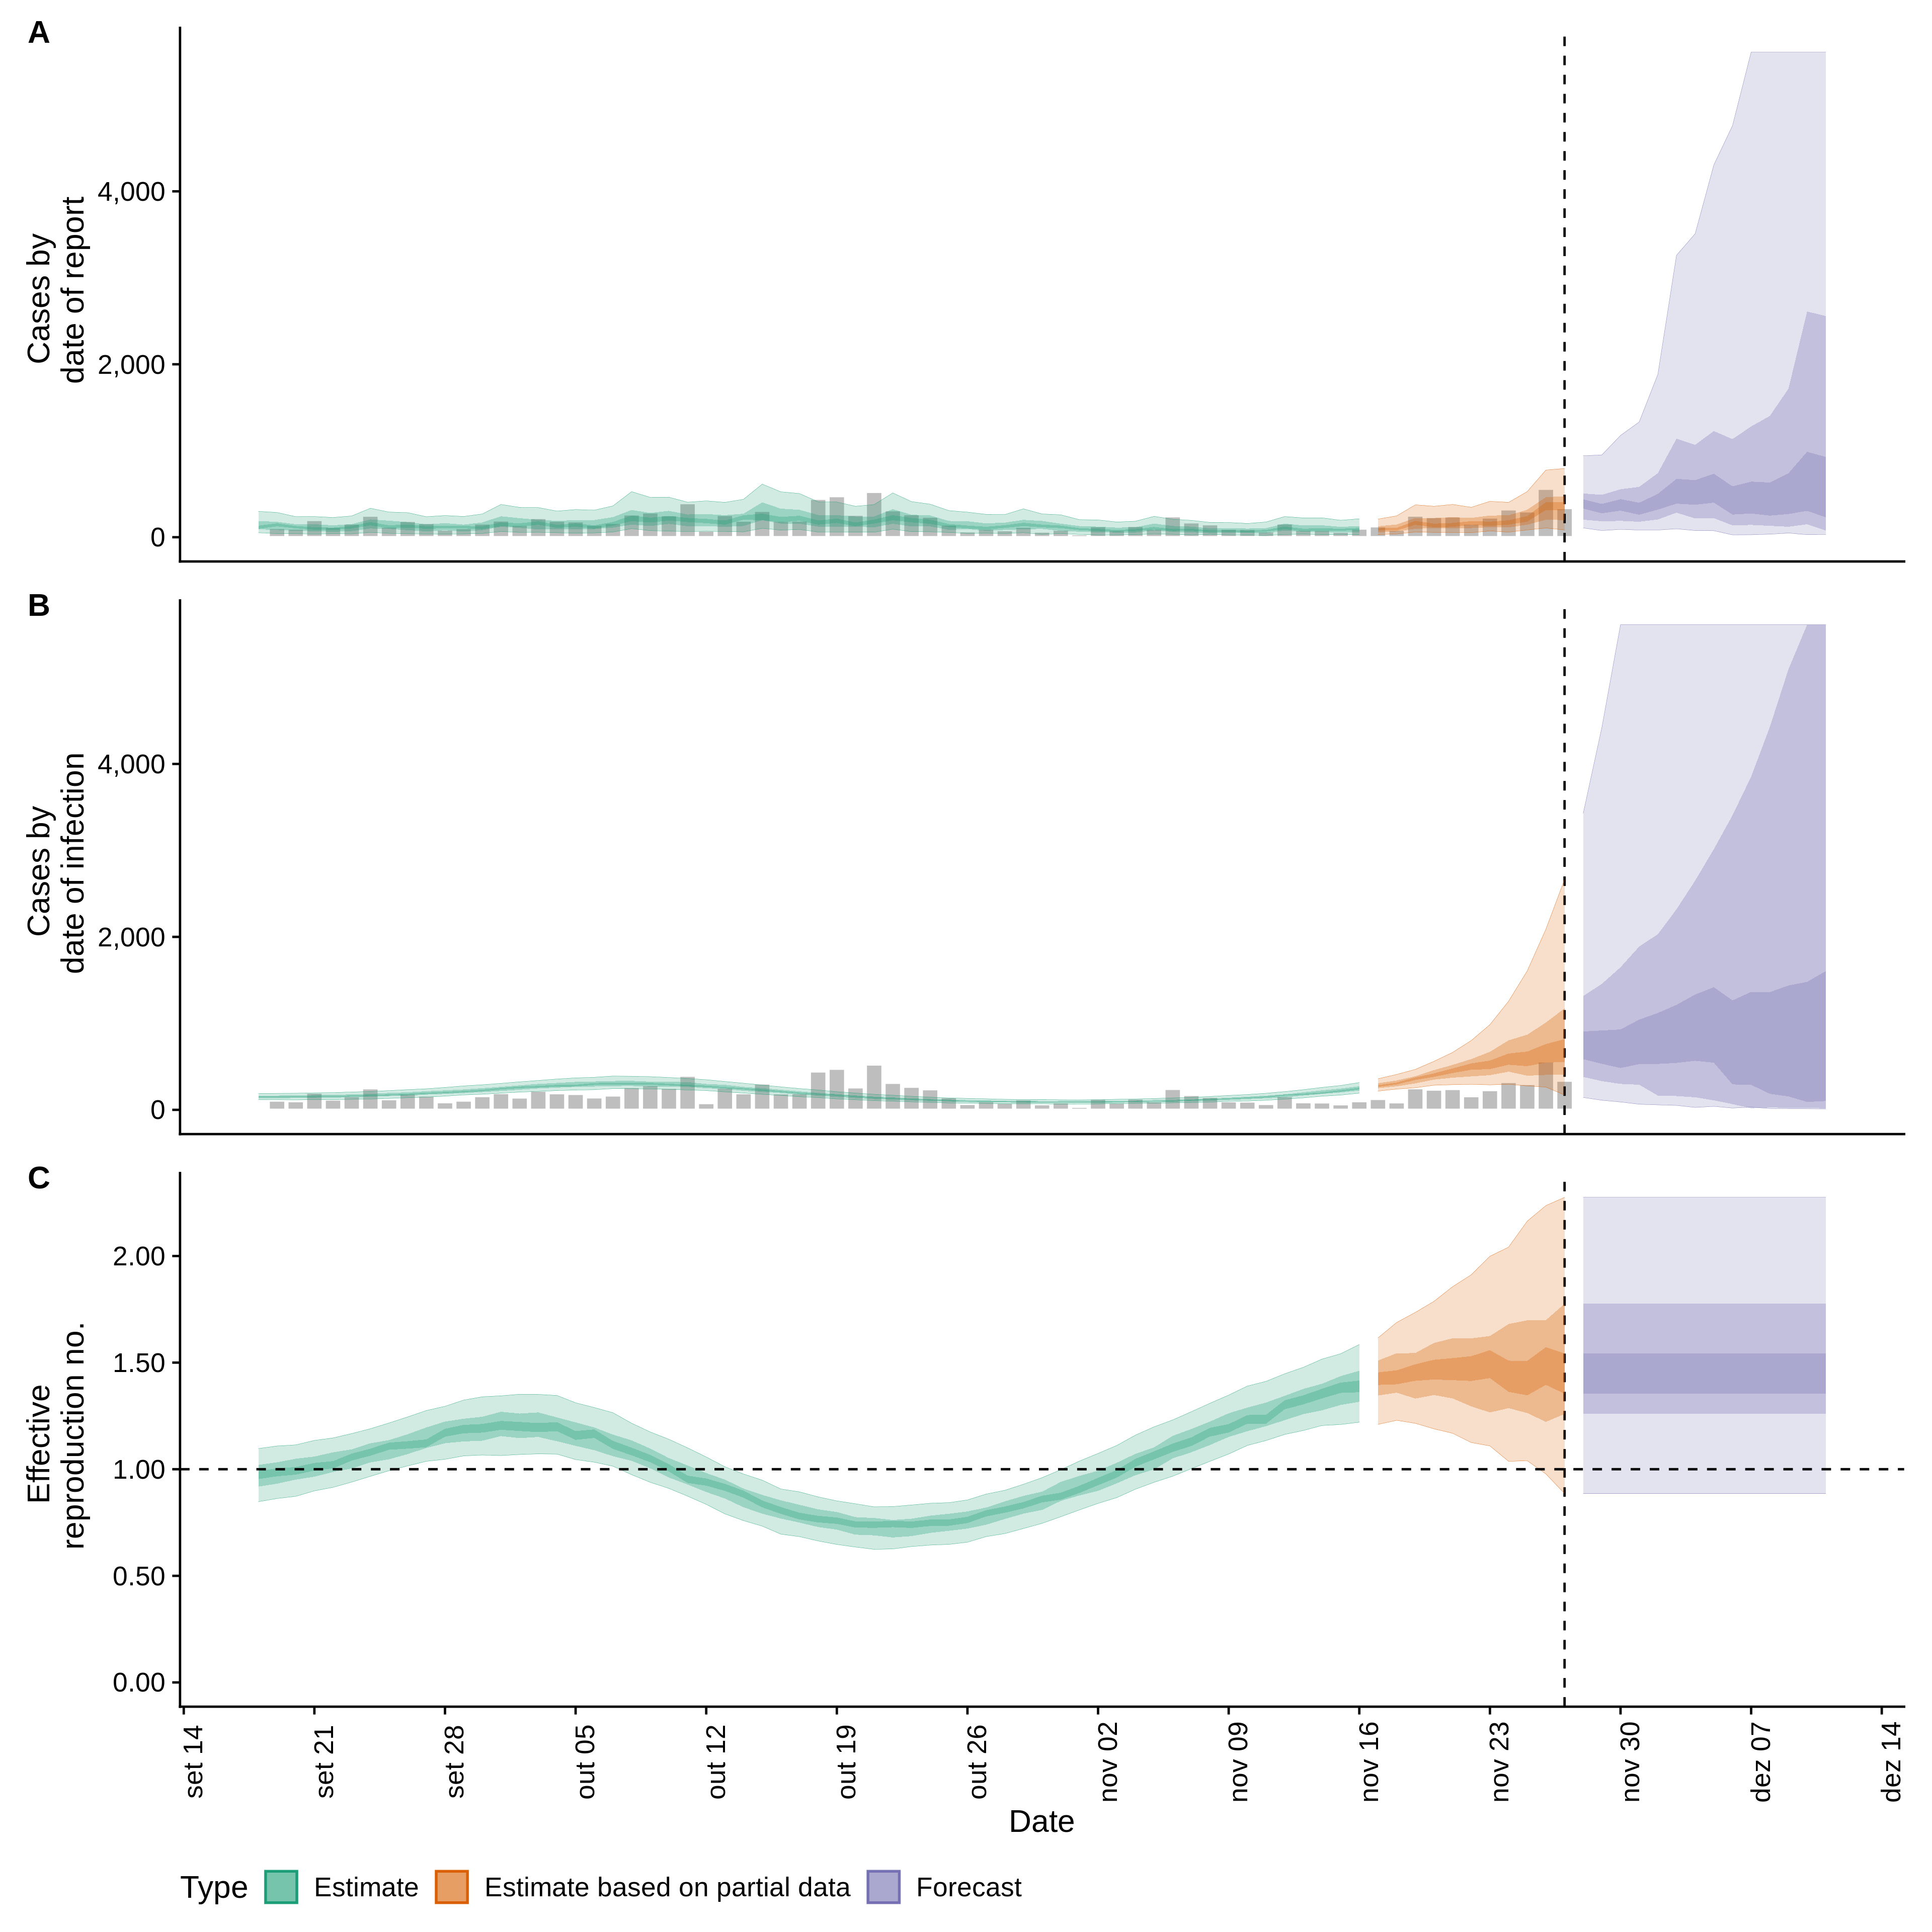 A
Cases by
date of report
4,000
2,000
0
B
Cases by
date of infection
4,000
2,000
0
C
Effective
reproduction no.
2.00
1.50
1.00
0.50
0.00
set 14
set 21
set 28
out 05
out 12
out 19
out 26
nov 02
nov 09
nov 16
nov 23
nov 30
dez 07
dez 14
Date
Type Estimate Estimate based on partial data Forecast